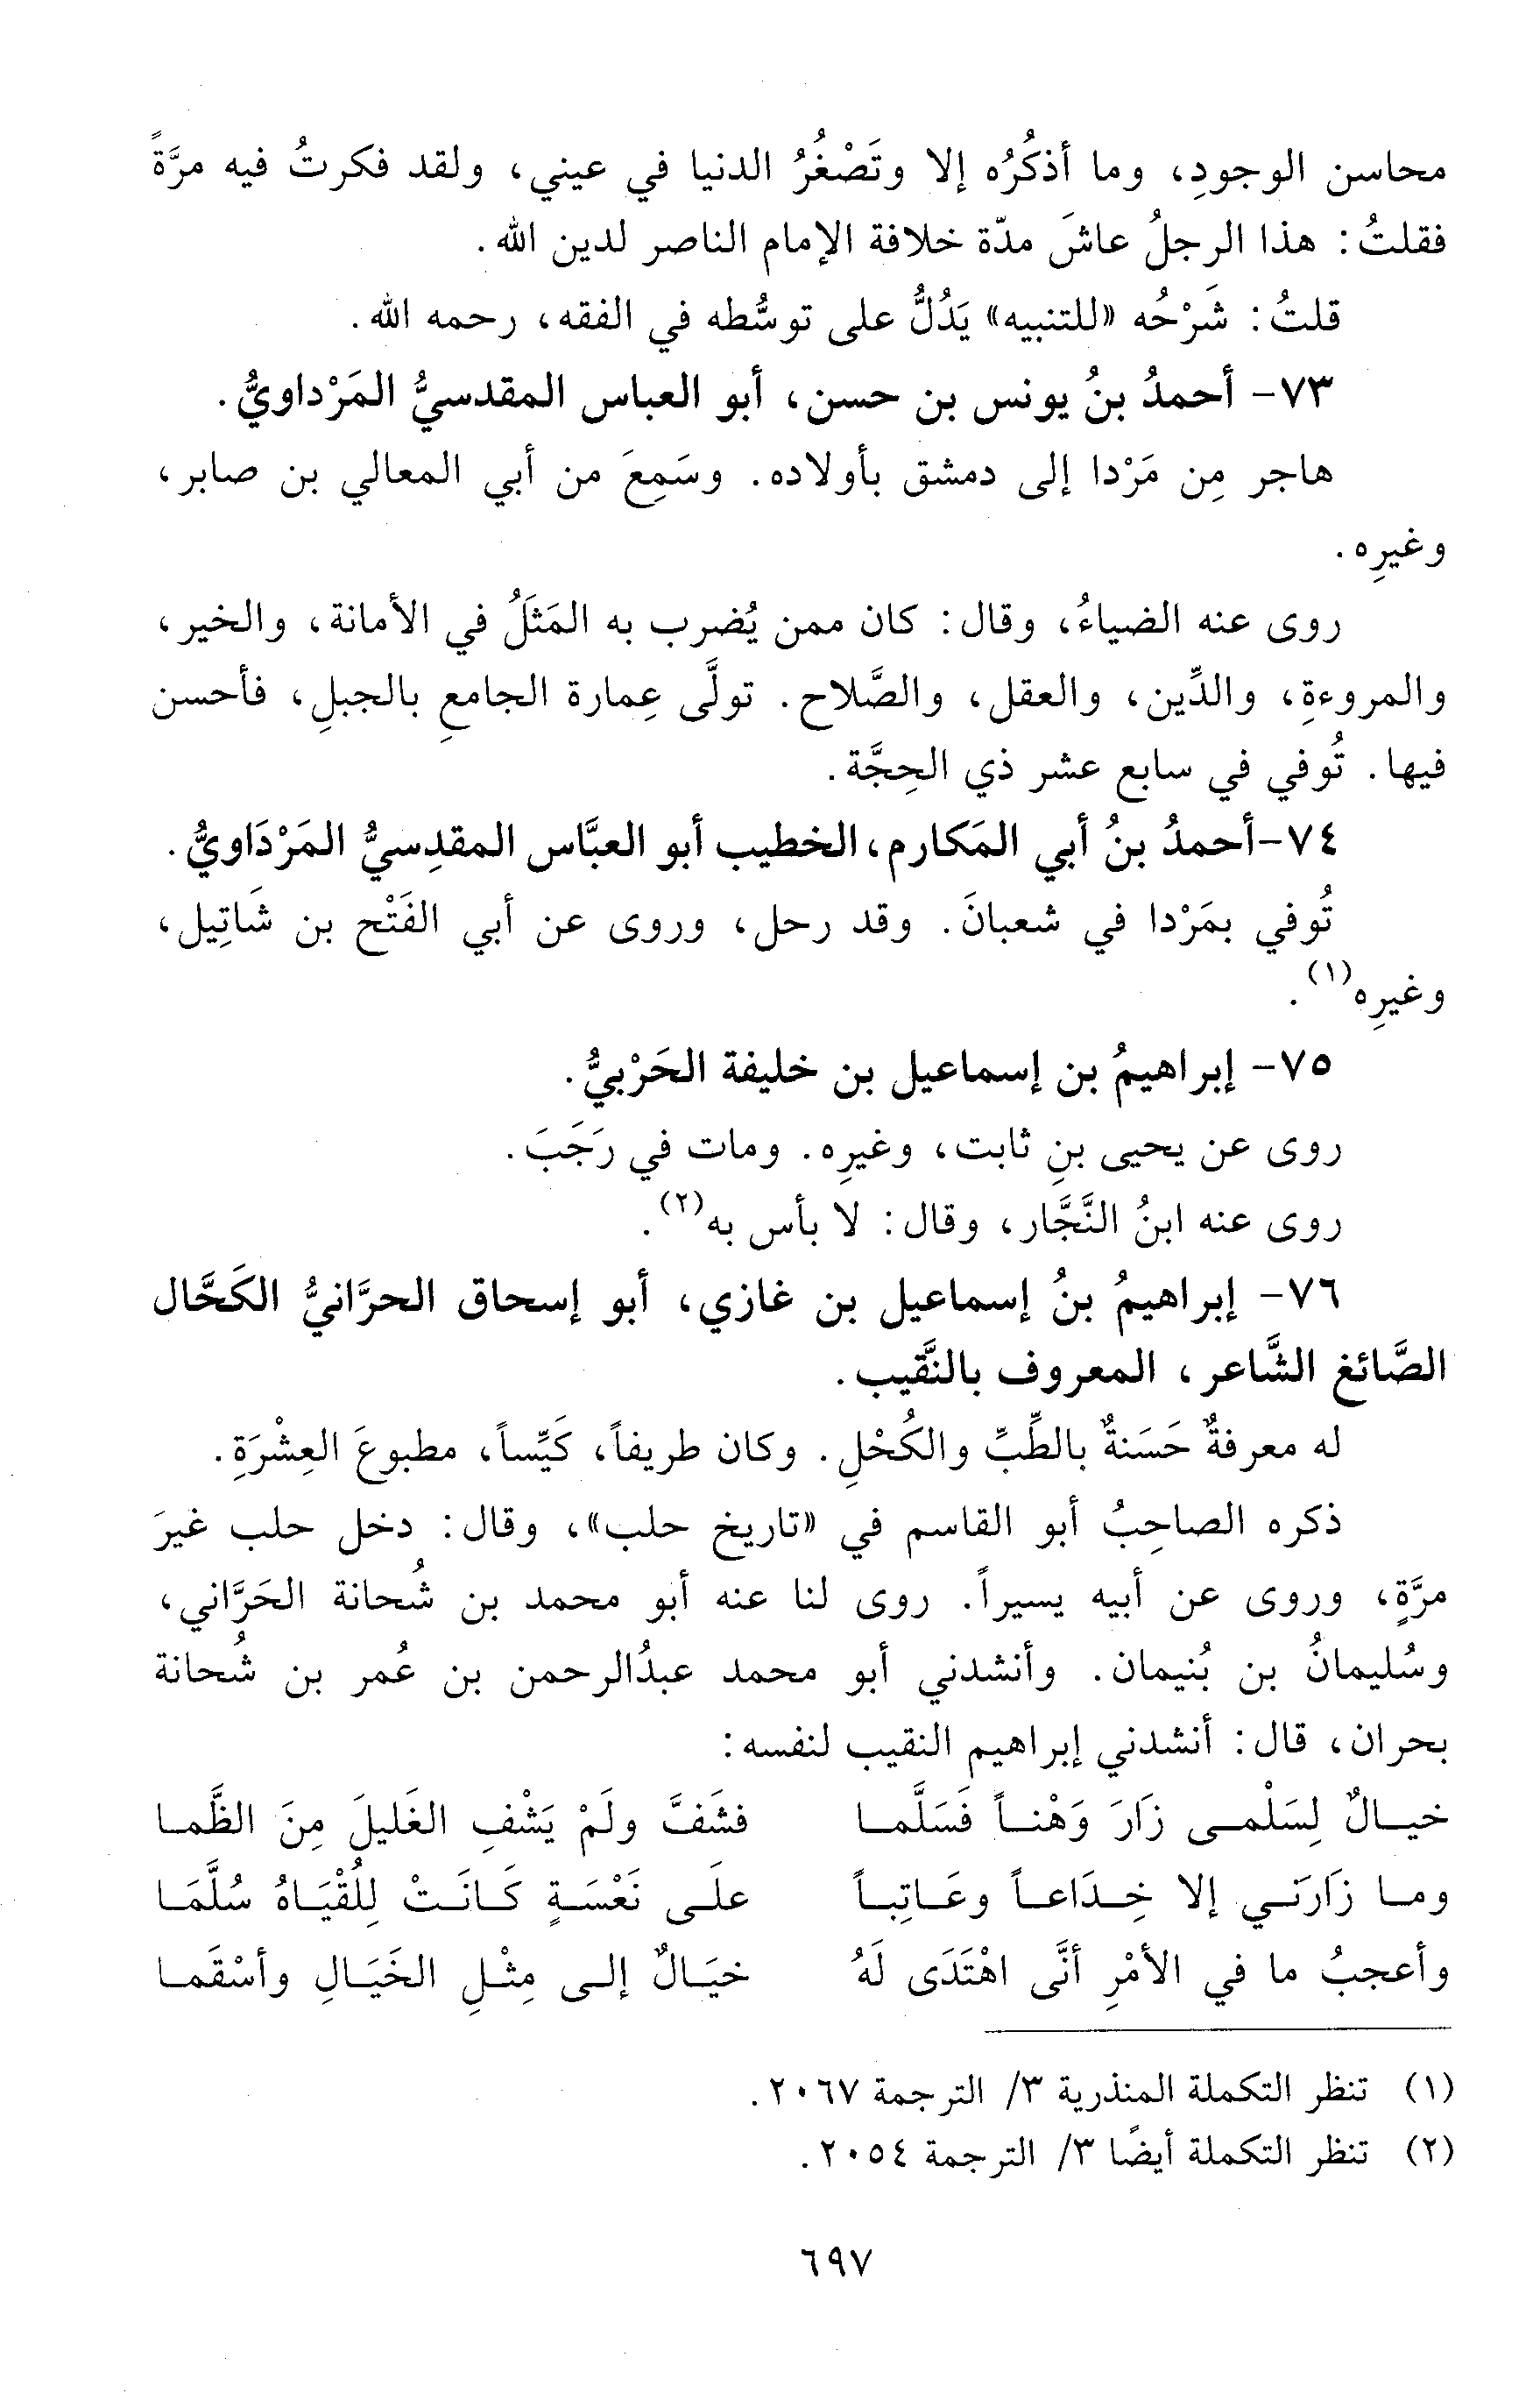 محاسن الوجودِ، وما أذكُرُه إلا وتَصْغُرُ الدنيا في عيني، ولقد فكرتُ فيه مرَّةً
فقلتُ: هذا الرجلُ عاشَ مدّة خلافة الإمام الناصر لدين الله.
قلتُ: شَرْحُه «للتنبيه» يَدُلُّ على توسُّطه في الفقه، رحمه الله.
٧٣- أحمدُ بنُ يونس بن حسن، أبو العباس المقدسيُّ المَرْداويُّ.
هاجر مِن مَرْدا إلى دمشق بأولاده. وسَمِعَ من أبي المعالي بن صابر،
وغيرِه.
روى عنه الضياءُ، وقال: كان ممن يُضرب به المَثَلُ في الأمانة، والخير،
والمروءةِ، والدِّين، والعقل، والصَّلاح. تولَّى عِمارة الجامعِ بالجبلِ، فأحسن
فيها. تُوفي في سابع عشر ذي الحِجَّة.
٧٤-أحمدُ بنُ أبي المَكارم، الخطيب أبو العبَّاس المقدِسيُّ المَرْدَاويُّ.
تُوفي بمَرْدا في شعبانَ. وقد رحل، وروى عن أبي الفَتْح بن شَاتِيل،
وغيرِه(١).
٧٥- إبراهيمُ بن إسماعيل بن خليفة الحَرْبيُّ.
روى عن يحيى بنِ ثابت، وغيرِه. ومات في رَجَبَ.
روى عنه ابنُ النَّجَّار، وقال: لا بأس به(٢).
٧٦- إبراهيمُ بنُ إسماعيل بن غازي، أبو إسحاق الحرَّانيُّ الكَحَّال
الصَّائغ الشَّاعر، المعروف بالنَّقيب.
له معرفةٌ حَسَنةٌ بالطِّبِّ والكُحْلِ. وكان ظريفاً، كَيِّساً، مطبوعَ العِشْرَةِ.
ذكره الصاحِبُ أبو القاسم في «تاريخ حلب»، وقال: دخل حلب غيرَ
مرَّةٍ، وروى عن أبيه يسيراً. روى لنا عنه أبو محمد بن شُحانة الحَرَّاني،
وسُليمانُ بن بُنيمان. وأنشدني أبو محمد عبدُالرحمن بن عُمر بن شُحانة
بحران، قال: أنشدني إبراهيم النقيب لنفسه:
خيالٌ لِسَلْمى زَارَ وَهْناً فَسَلَّما فشَفَّ ولَمْ يَشْفِ الغَليلَ مِنَ الظَّما
وما زَارَني إلا خِدَاعاً وعَاتِباً علَى نَعْسَةٍ كَانَتْ لِلُقْيَاهُ سُلَّمَا
وأعجبُ ما في الأمْرِ أنَّى اهْتَدَى لَهُ خيَالٌ إلى مِثْلِ الخَيَالِ وأسْقَما
(١) تنظر التكملة المنذرية ٣/ الترجمة ٢٠٦٧.
(٢) تنظر التكملة أيضًا ٣/ الترجمة ٢٠٥٤.
٦٩٧